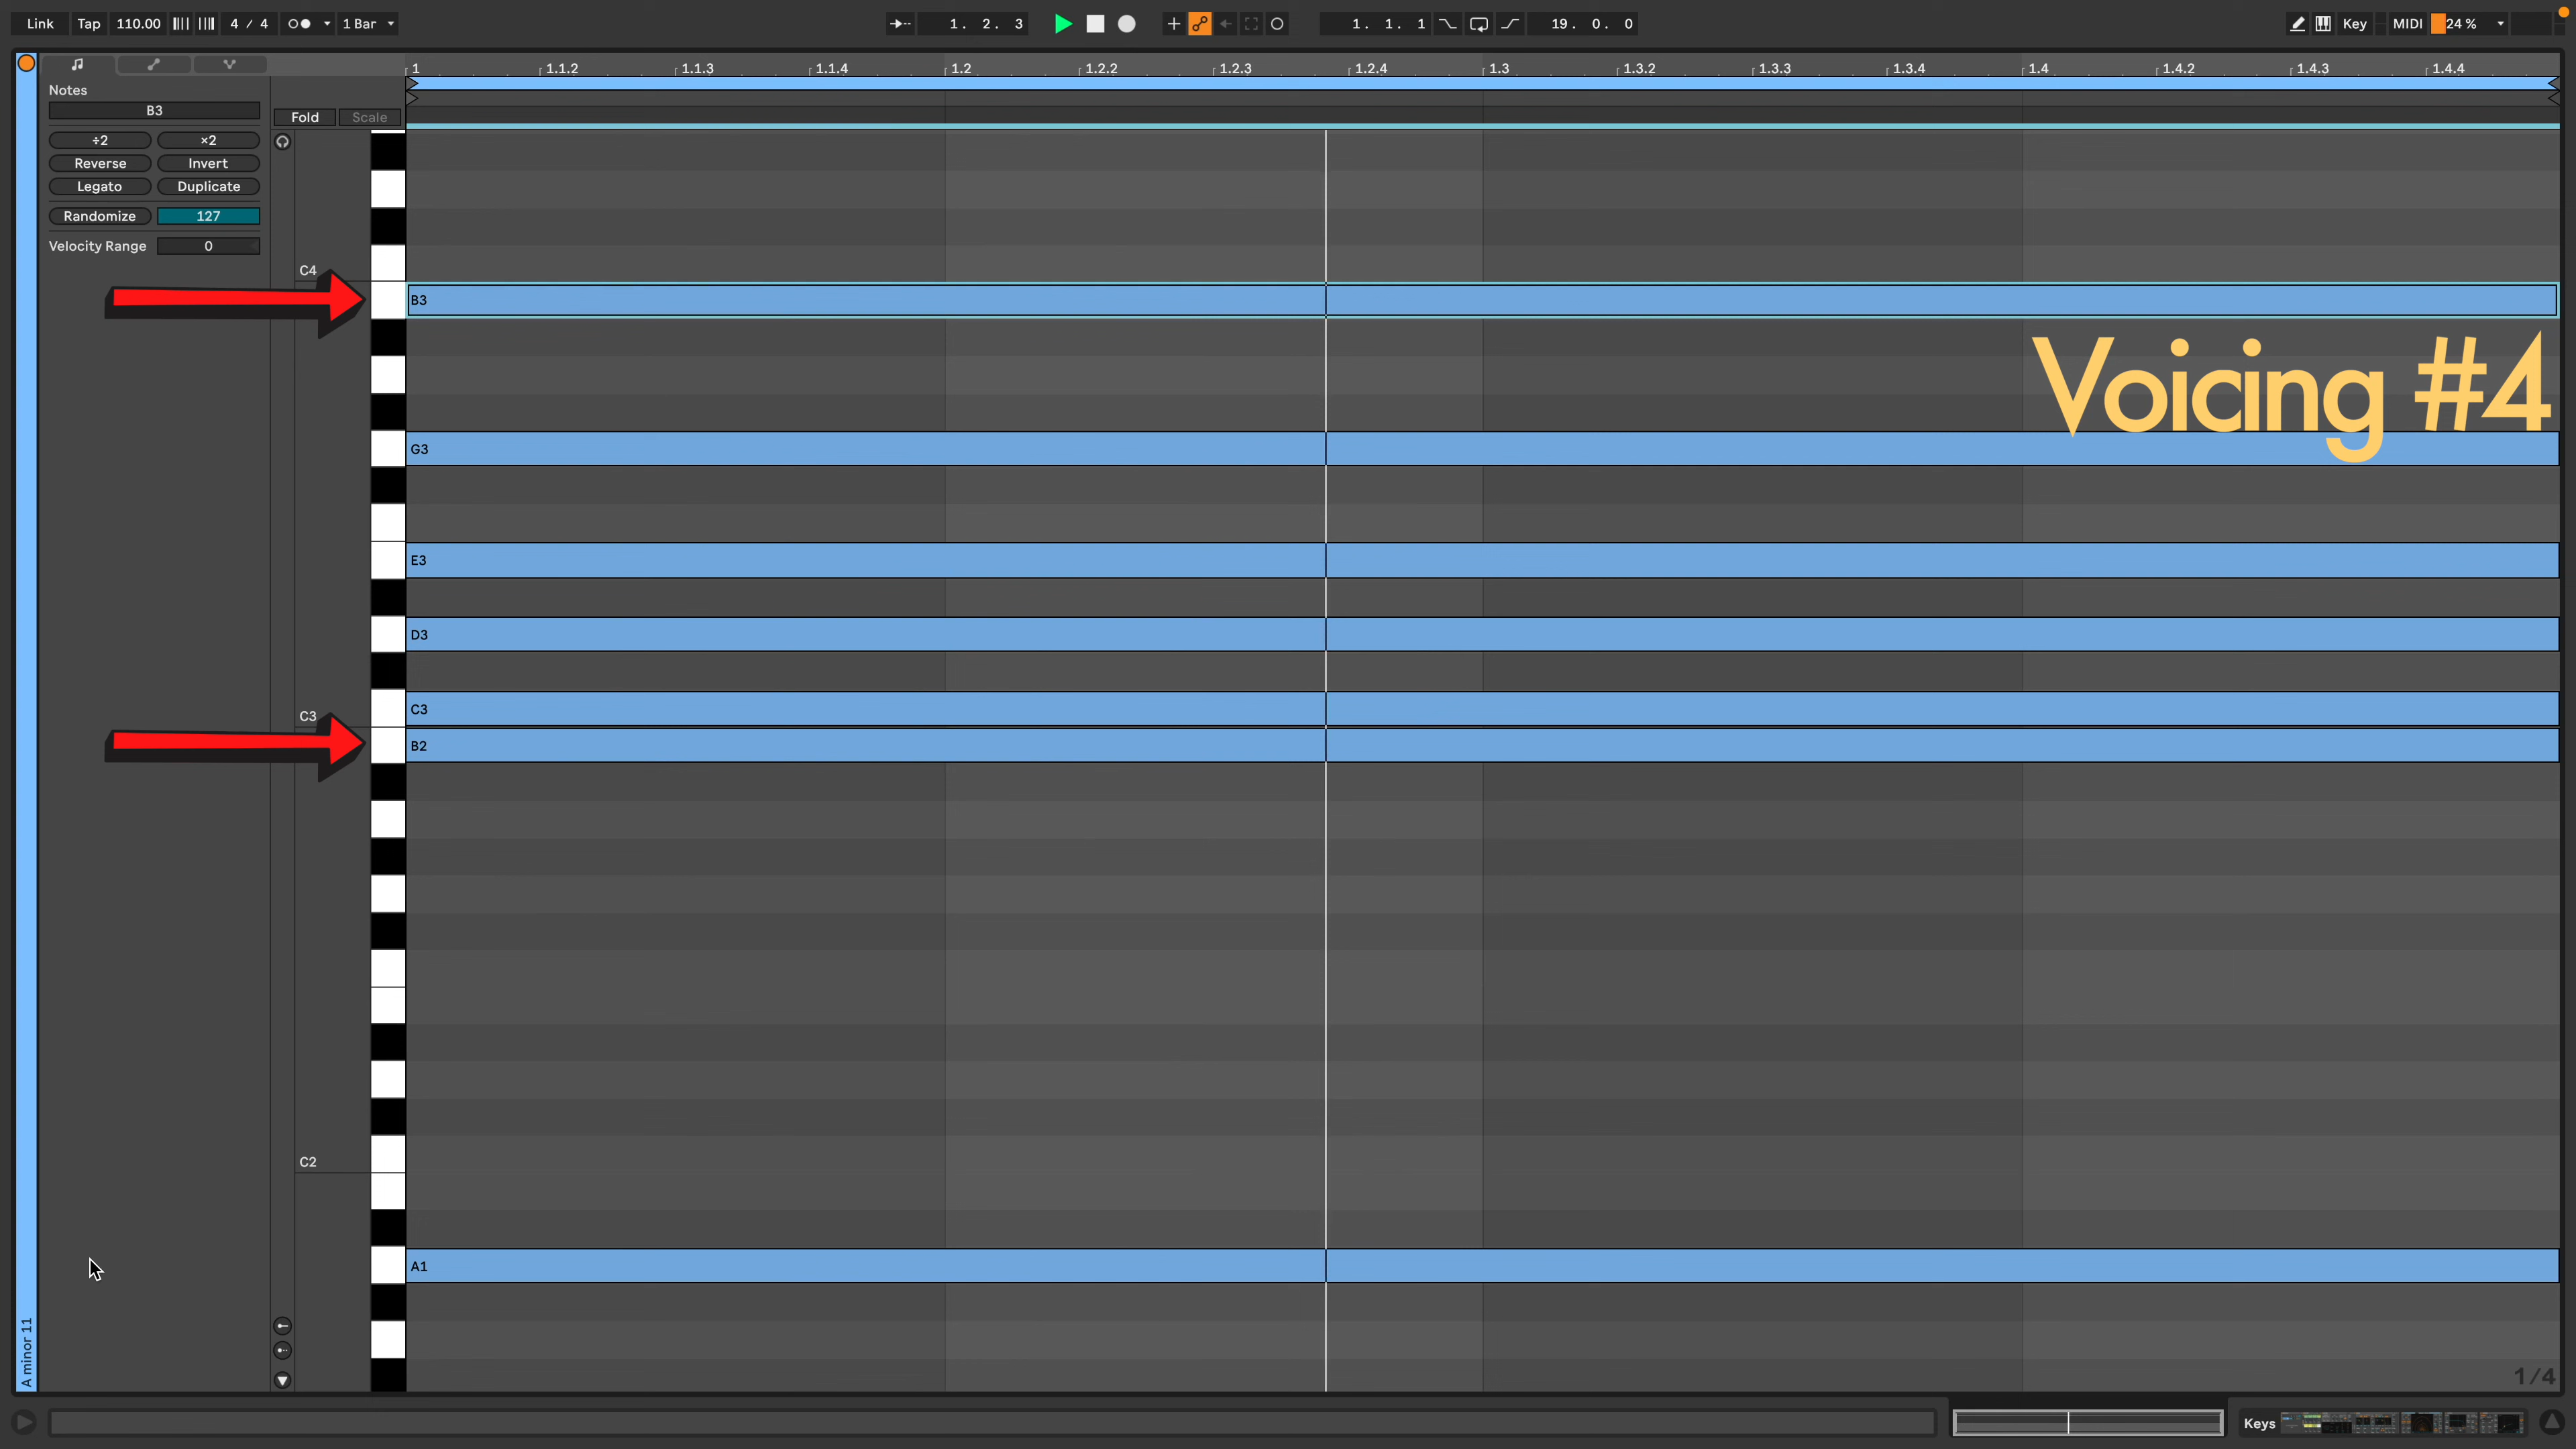 Link Tap 110.00 4 / 4 1 Bar 1. 2. 3 1. 1. 1 19. 0. 0 Key MIDI 24 %
1 1.1.2 1.1.3 1.1.4 1.2 1.2.2 1.2.3 1.2.4 1.3 1.3.2 1.3.3 1.3.4 1.4 1.4.2 1.4.3 1.4.4
Notes
B3
Fold Scale
÷2 ×2
Reverse Invert
Legato Duplicate
Randomize 127
Velocity Range 0
C4
B3
Voicing #4
G3
E3
D3
C3 C3
B2
C2
A1
A minor 11
1/4
Keys